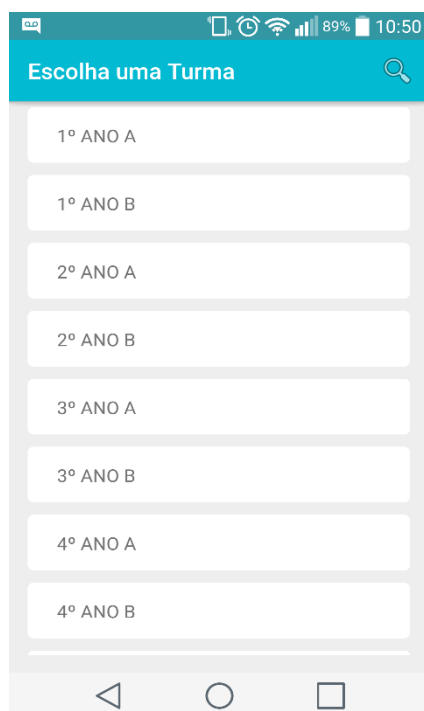 89% 10:50
Escolha uma Turma
1º ANO A
1º ANO B
2º ANO A
2º ANO B
3º ANO A
3º ANO B
4º ANO A
4º ANO B